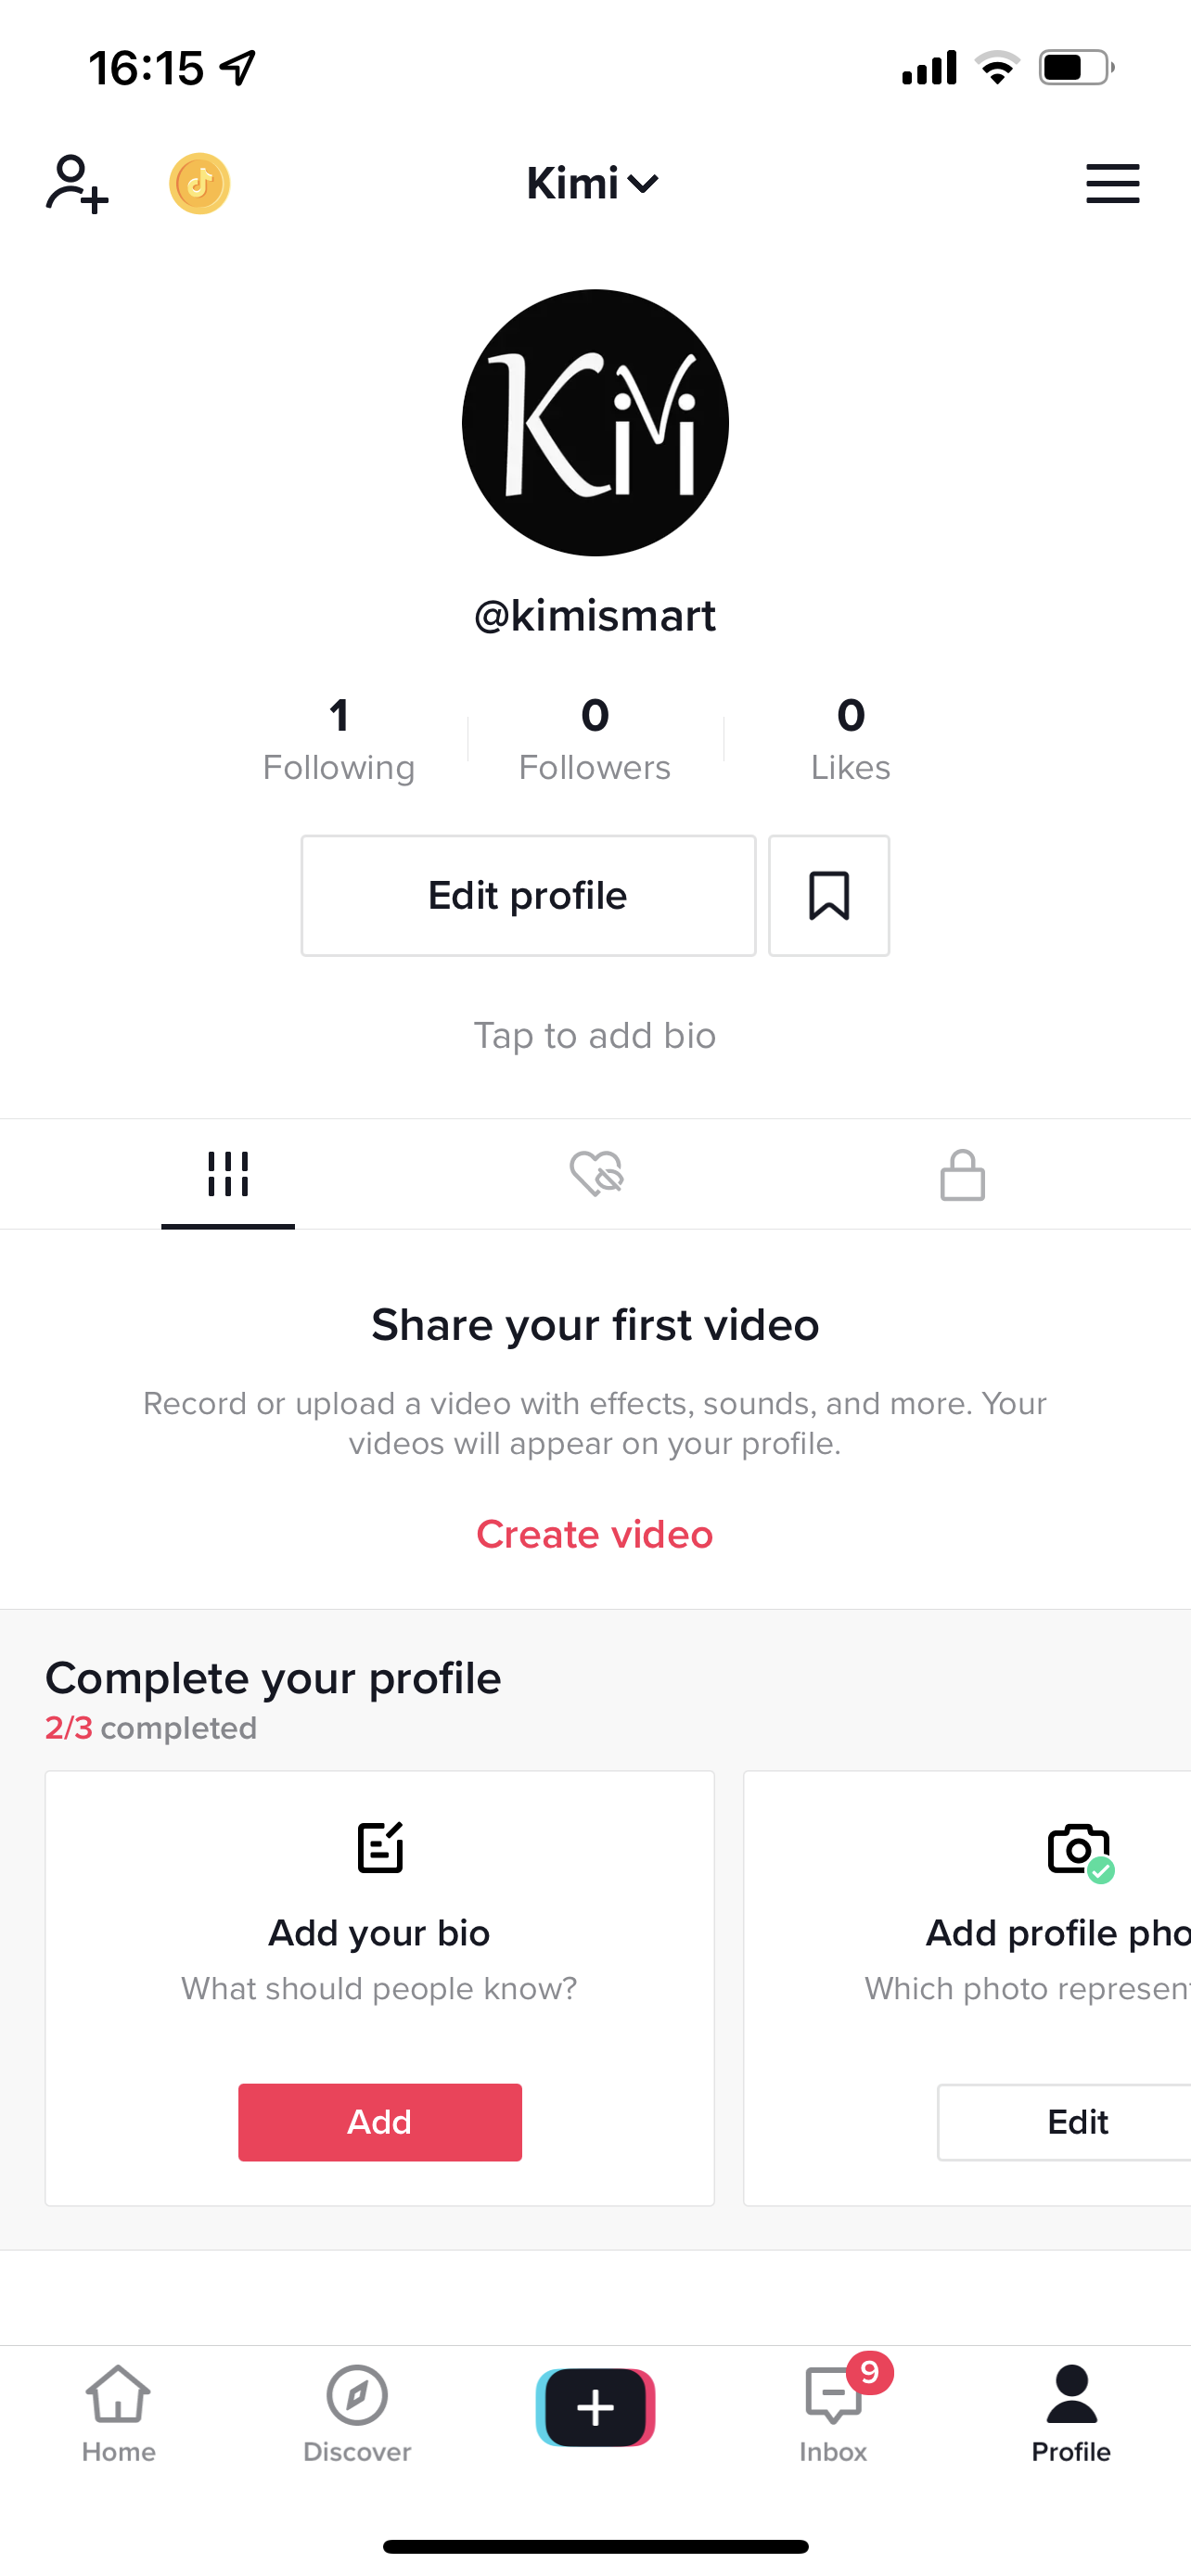 16:15
Kimi
KiMi
@kimismart
1 0 0
Following Followers Likes
Edit profile
Tap to add bio
Share your first video
Record or upload a video with effects, sounds, and more. Your
videos will appear on your profile.
Create video
Complete your profile
2/3 completed
Add your bio
What should people know?
Add
Add profile pho
Which photo represent
Edit
9
Home Discover Inbox Profile